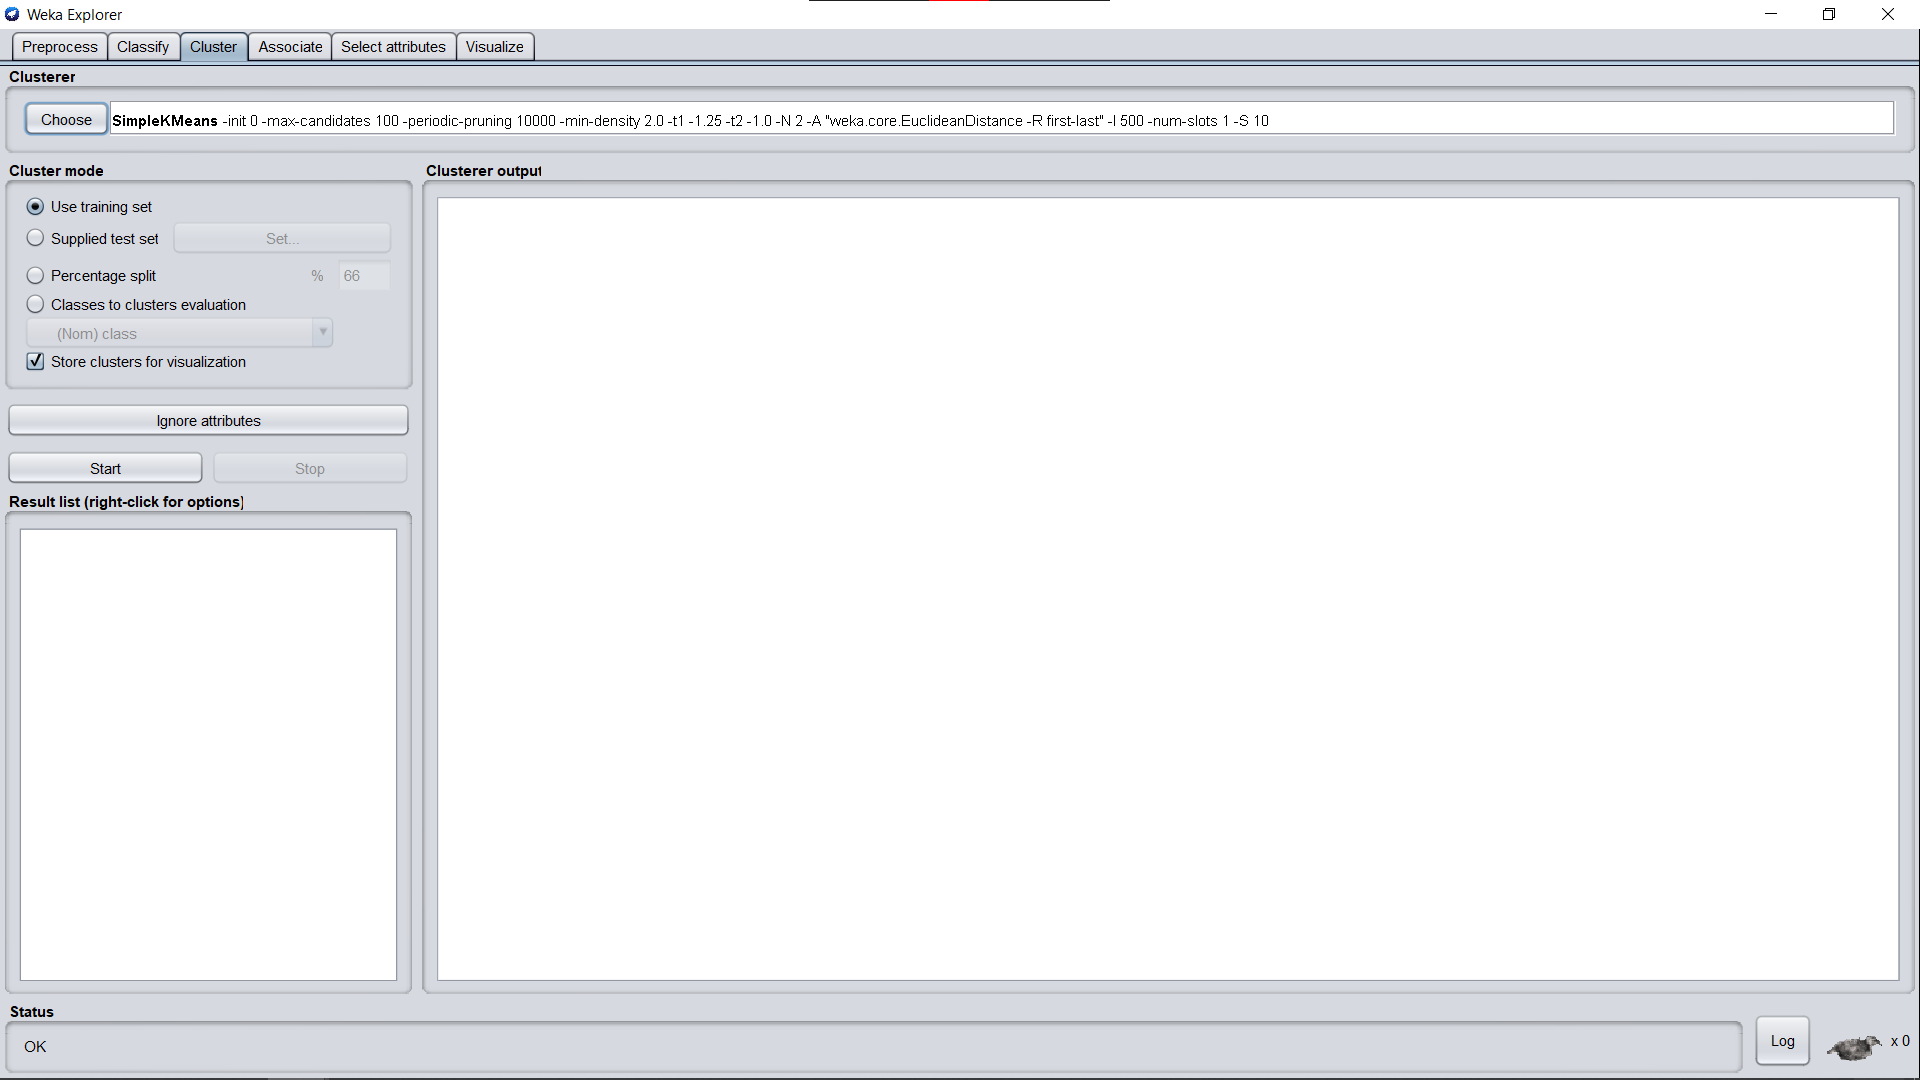 Weka Explorer
Preprocess Classify Cluster Associate Select attributes Visualize
Clusterer
Choose SimpleKMeans -init 0 -max-candidates 100 -periodic-pruning 10000 -min-density 2.0 -t1 -1.25 -t2 -1.0 -N 2 -A "weka.core.EuclideanDistance -R first-last" -I 500 -num-slots 1 -S 10
Cluster mode
Use training set
Supplied test set Set...
Percentage split % 66
Classes to clusters evaluation
(Nom) class
Store clusters for visualization
Ignore attributes
Start Stop
Result list (right-click for options)
Clusterer output
Status
OK
Log x 0